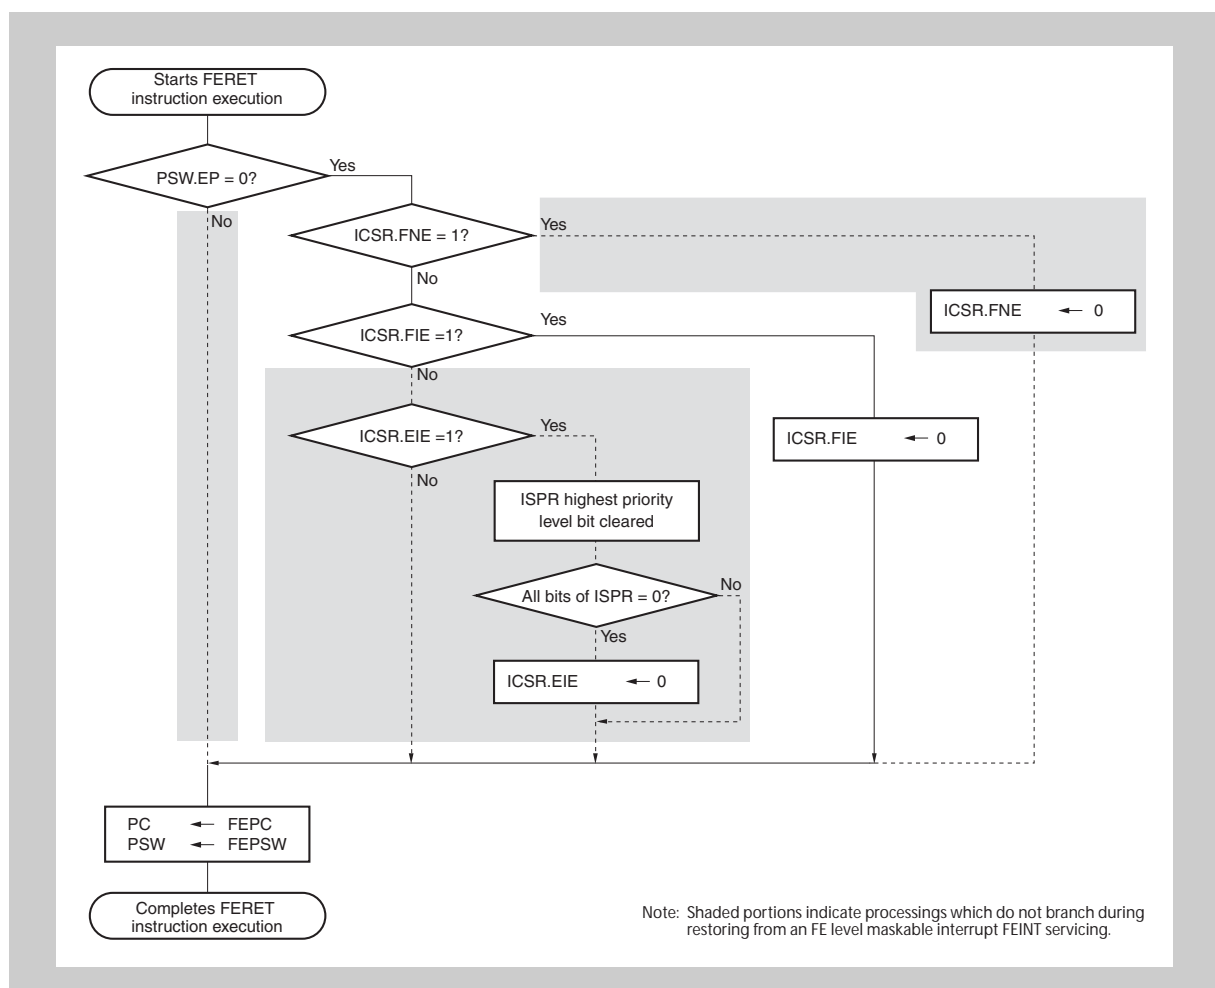 Starts FERET
instruction execution
PSW.EP = 0?
Yes
No
ICSR.FNE = 1?
Yes
No
ICSR.FNE ← 0
ICSR.FIE =1?
Yes
No
ICSR.FIE ← 0
ICSR.EIE =1?
Yes
No
ISPR highest priority
level bit cleared
All bits of ISPR = 0?
No
Yes
ICSR.EIE ← 0
PC ← FEPC
PSW ← FEPSW
Completes FERET
instruction execution
Note: Shaded portions indicate processings which do not branch during
restoring from an FE level maskable interrupt FEINT servicing.